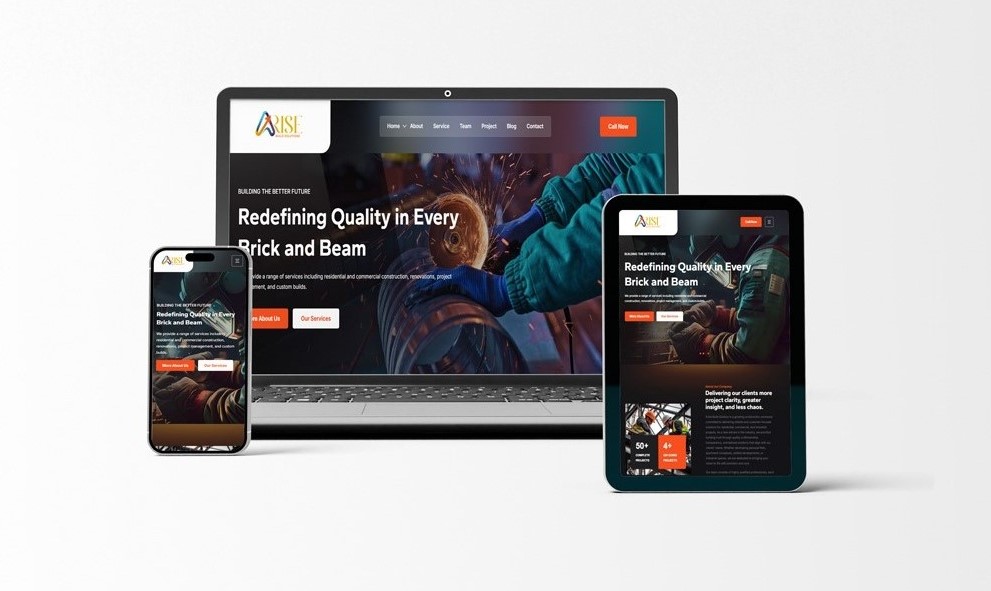 ARISE
Home About Service Team Project Blog Contact
Call Now
BUILDING THE BETTER FUTURE
Redefining Quality in Every
Brick and Beam
vide a range of services including residential and commercial construction, renovations, project
ement, and custom builds.
re About Us Our Services
ARISE
BUILDING THE BETTER FUTURE
Redefining Quality in Every
Brick and Beam
We provide a range of services including
residential and commercial construction,
renovations, project management, and custom
builds.
More About Us Our Services
ARISE
Call Now
BUILDING THE BETTER FUTURE
Redefining Quality in Every
Brick and Beam
We provide a range of services including residential and commercial
construction, renovations, project management, and custom builds.
More About Us Our Services
Delivering our clients more
project clarity, greater
insight, and less chaos.
50+
COMPLETE
PROJECTS
4+
PROJECTS